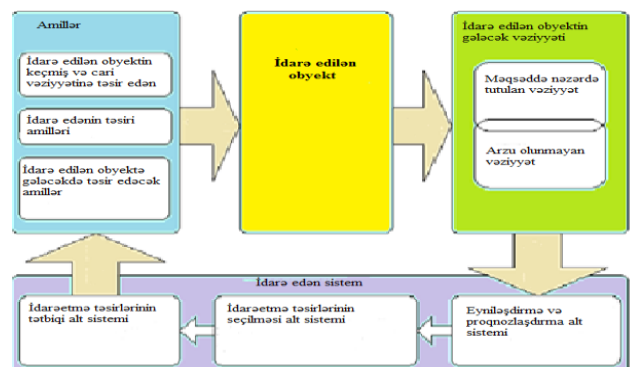 Amillər
İdarə edilən obyektin
keçmiş və cari
vəziyyətinə təsir edən
İdarə edənin təsiri
amilləri
İdarə edilən obyektə
gələcəkdə təsir edəcək
amillər
İdarə edilən
obyekt
İdarə edilən obyektin
gələcək vəziyyəti
Məqsəddə nəzərdə
tutulan vəziyyət
Arzu olunmayan
vəziyyət
İdarə edən sistem
İdarəetmə təsirlərinin
tətbiqi alt sistemi
İdarəetmə təsirlərinin
seçilməsi alt sistemi
Eyniləşdirmə və
proqnozlaşdırma alt
sistemi